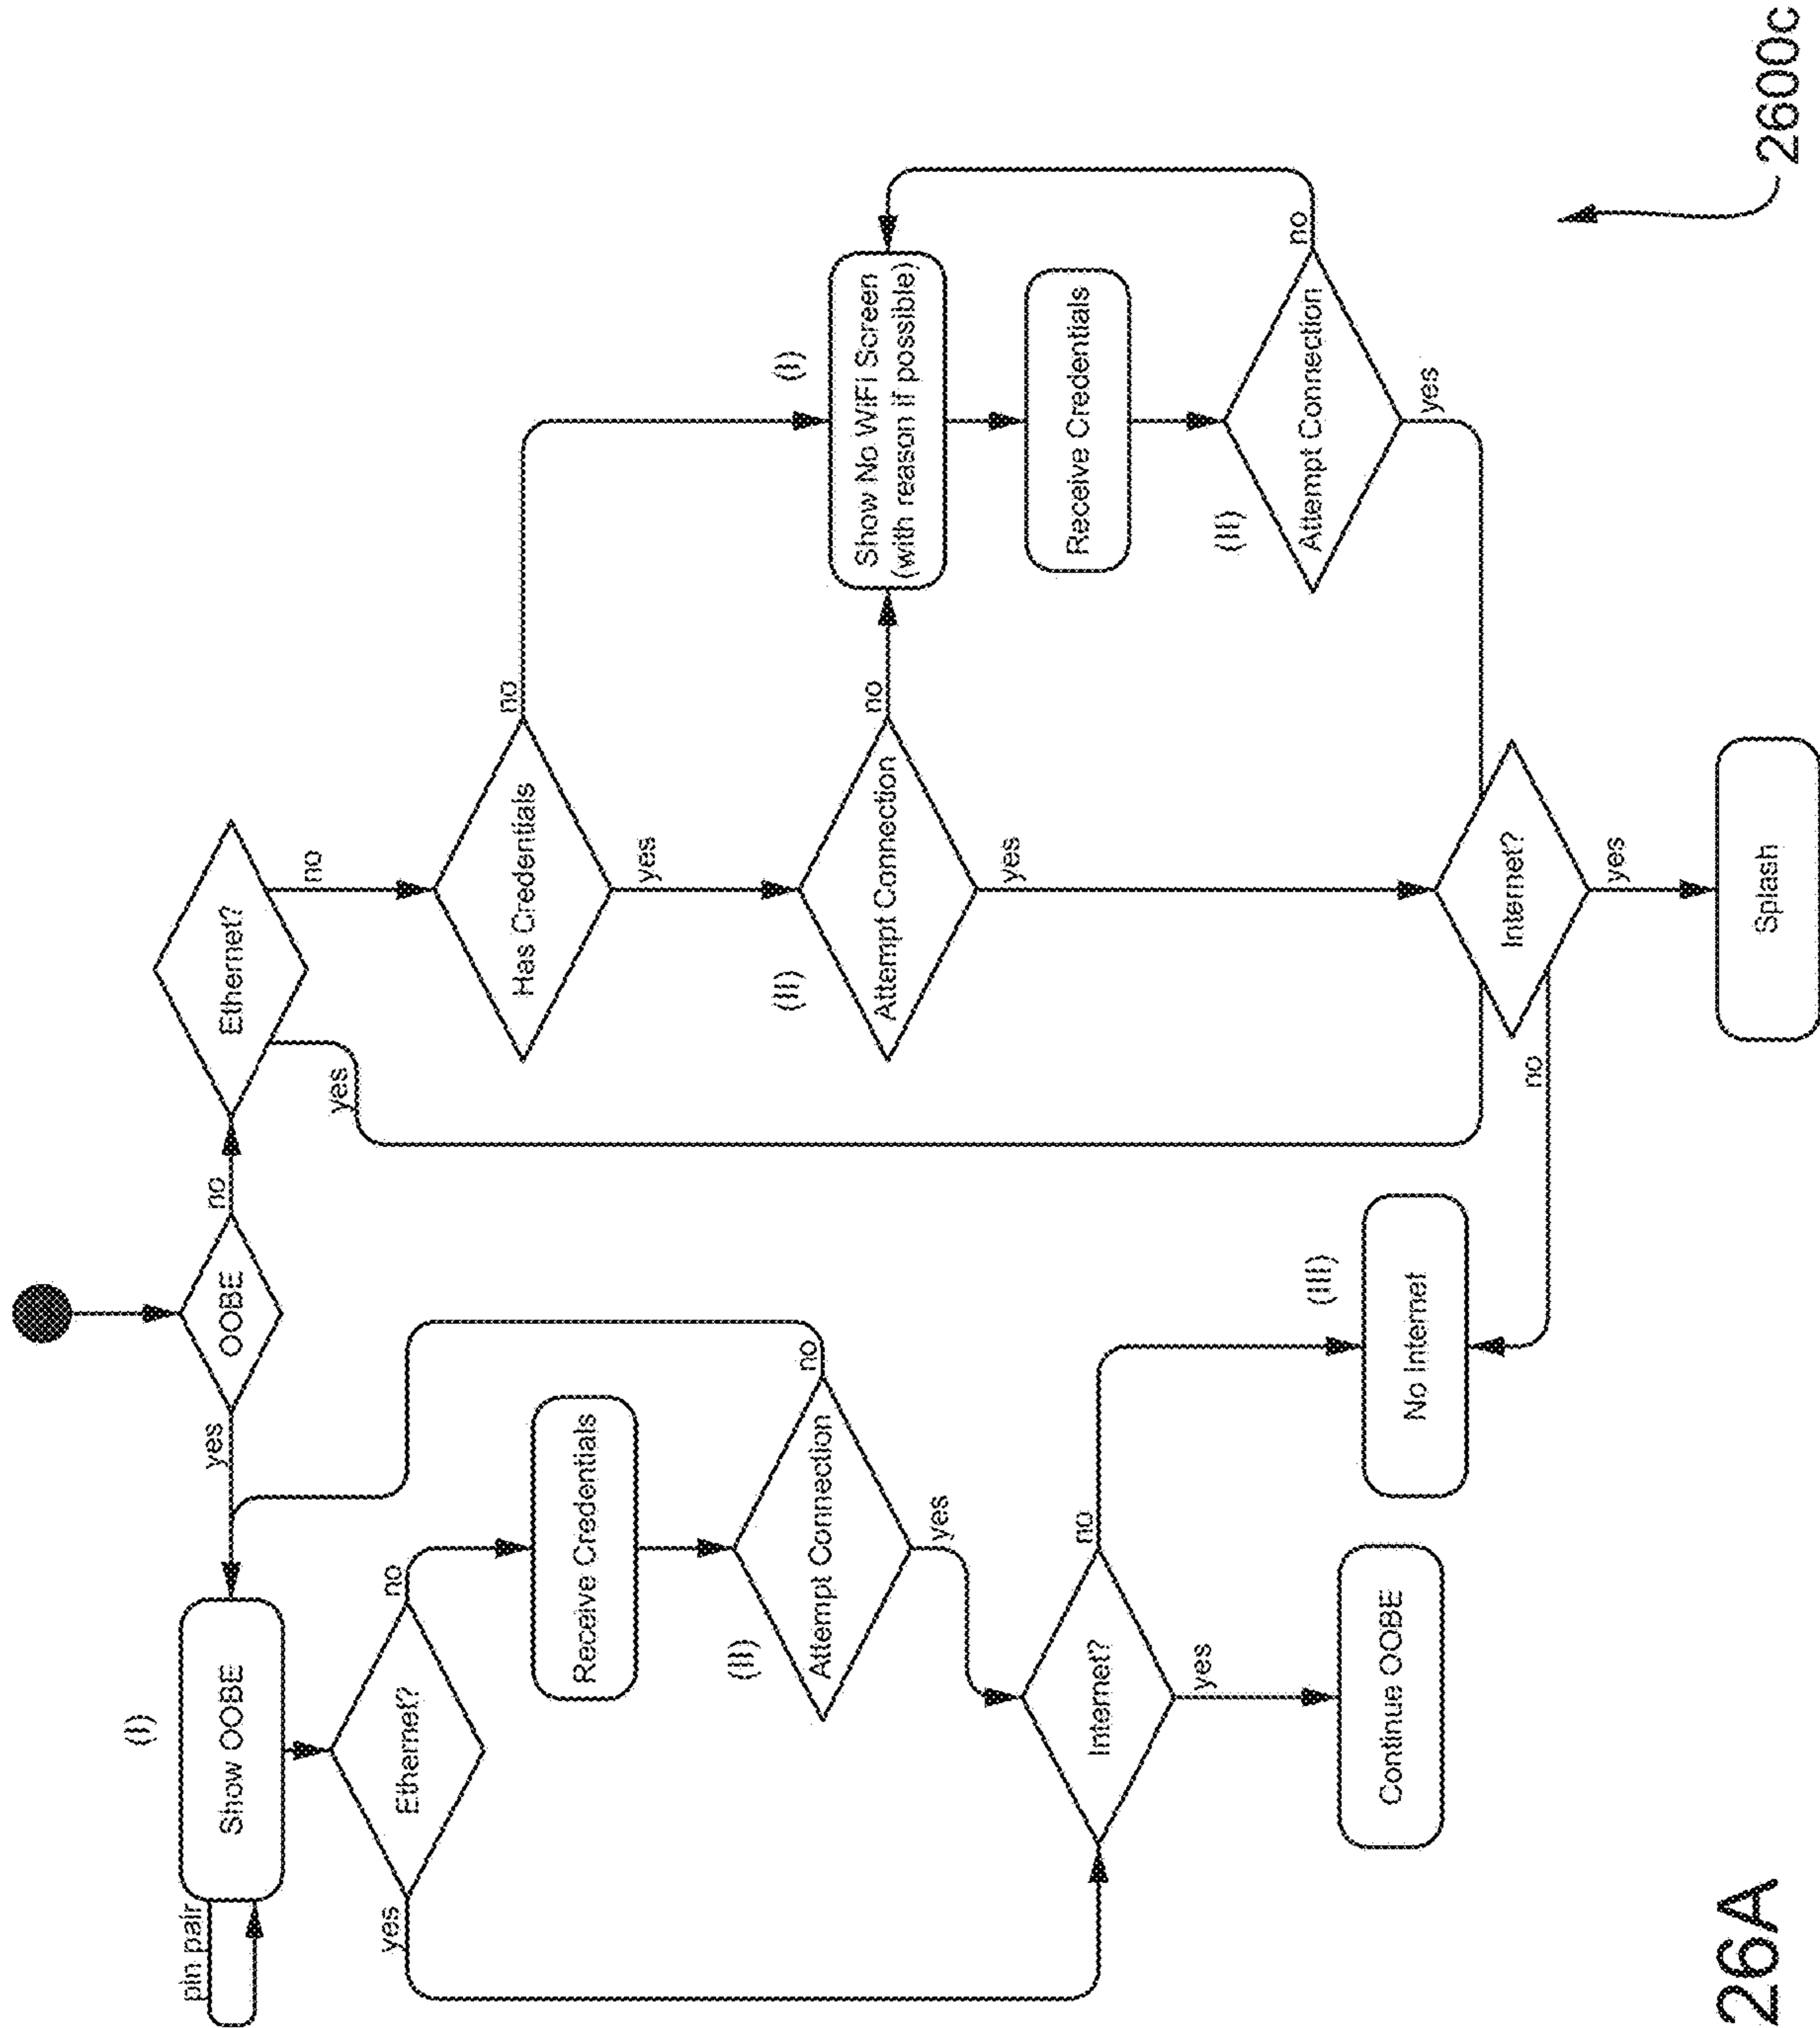 OOBE
yes
no
(I)
pin pair
Show OOBE
Ethernet?
yes
no
Receive Credentials
(II)
Attempt Connection
no
yes
Internet?
no
yes
Continue OOBE
(III)
No Internet
Ethernet?
yes
no
Has Credentials
no
yes
(II)
Attempt Connection
no
yes
(I)
Show No WiFi Screen
(with reason if possible)
Receive Credentials
(II)
Attempt Connection
no
yes
Internet?
no
yes
Splash
26A
2600c